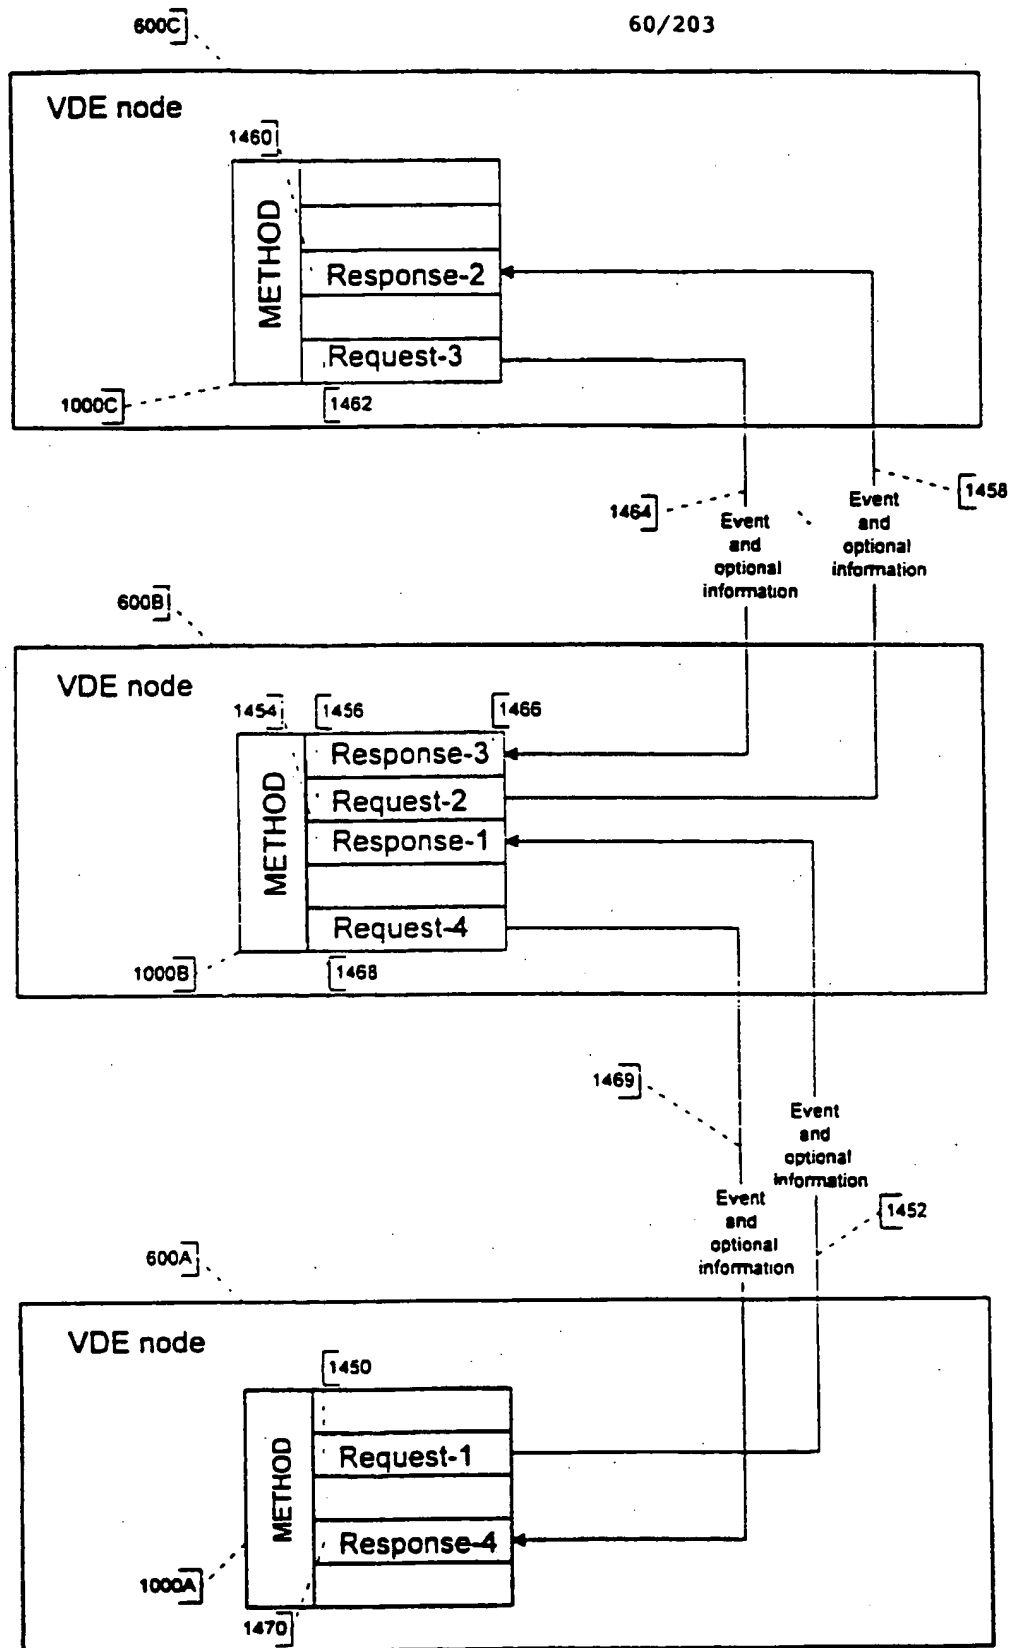 600C
60/203
VDE node
1460
METHOD
Response-2
Request-3
1000C
1462
1464
1458
Event
and
optional
information
Event
and
optional
information
600B
VDE node
1454
1456
1466
METHOD
Response-3
Request-2
Response-1
Request-4
1000B
1468
1469
Event
and
optional
information
Event
and
optional
information
1452
600A
VDE node
1450
METHOD
Request-1
Response-4
1000A
1470